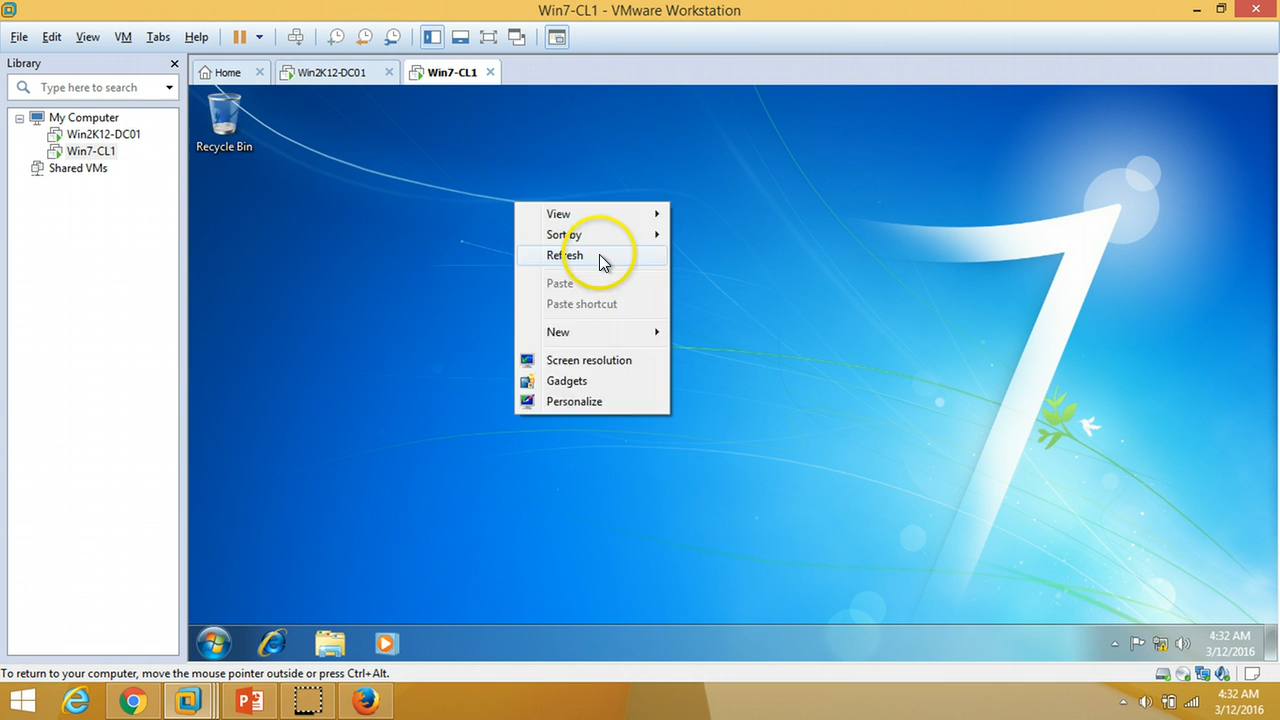 Win7-CL1 - VMware Workstation
File Edit View VM Tabs Help
Library
Type here to search
My Computer
Win2K12-DC01
Win7-CL1
Shared VMs
Home Win2K12-DC01 Win7-CL1
Recycle Bin
View
Sort by
Refresh
Paste
Paste shortcut
New
Screen resolution
Gadgets
Personalize
7
4:32 AM
3/12/2016
To return to your computer, move the mouse pointer outside or press Ctrl+Alt.
4:32 AM
3/12/2016